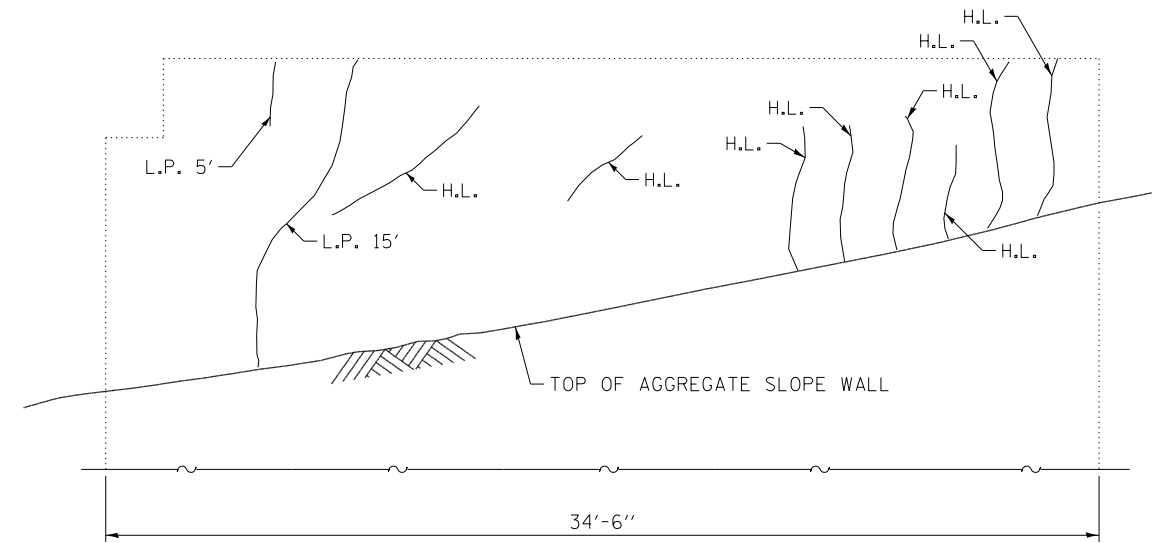 H.L.
H.L.
H.L.
H.L.
H.L.
L.P. 5'
H.L.
H.L.
L.P. 15'
H.L.
TOP OF AGGREGATE SLOPE WALL
34'-6"